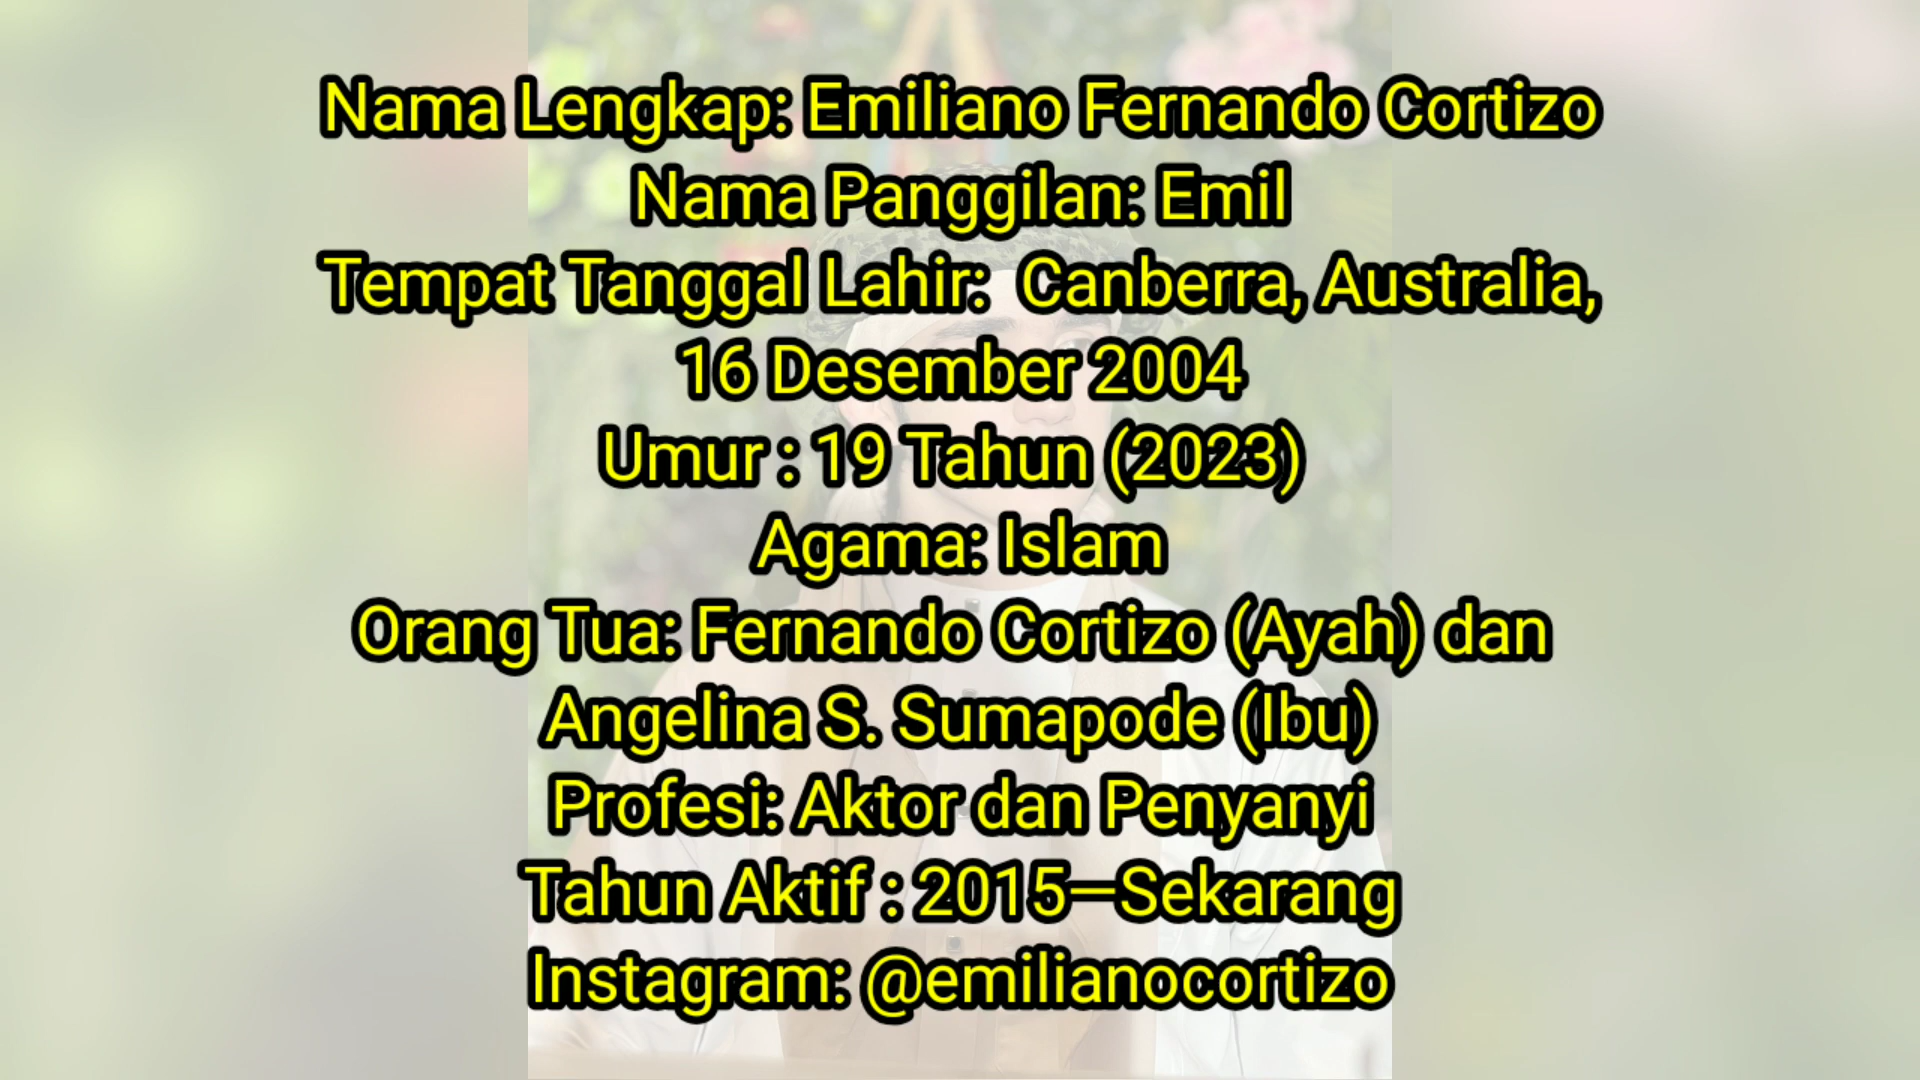 Nama Lengkap: Emiliano Fernando Cortizo
Nama Panggilan: Emil
Tempat Tanggal Lahir:  Canberra, Australia,
16 Desember 2004
Umur : 19 Tahun (2023)
Agama: Islam
Orang Tua: Fernando Cortizo (Ayah) dan
Angelina S. Sumapode (Ibu)
Profesi: Aktor dan Penyanyi
Tahun Aktif : 2015—Sekarang
Instagram: @emilianocortizo